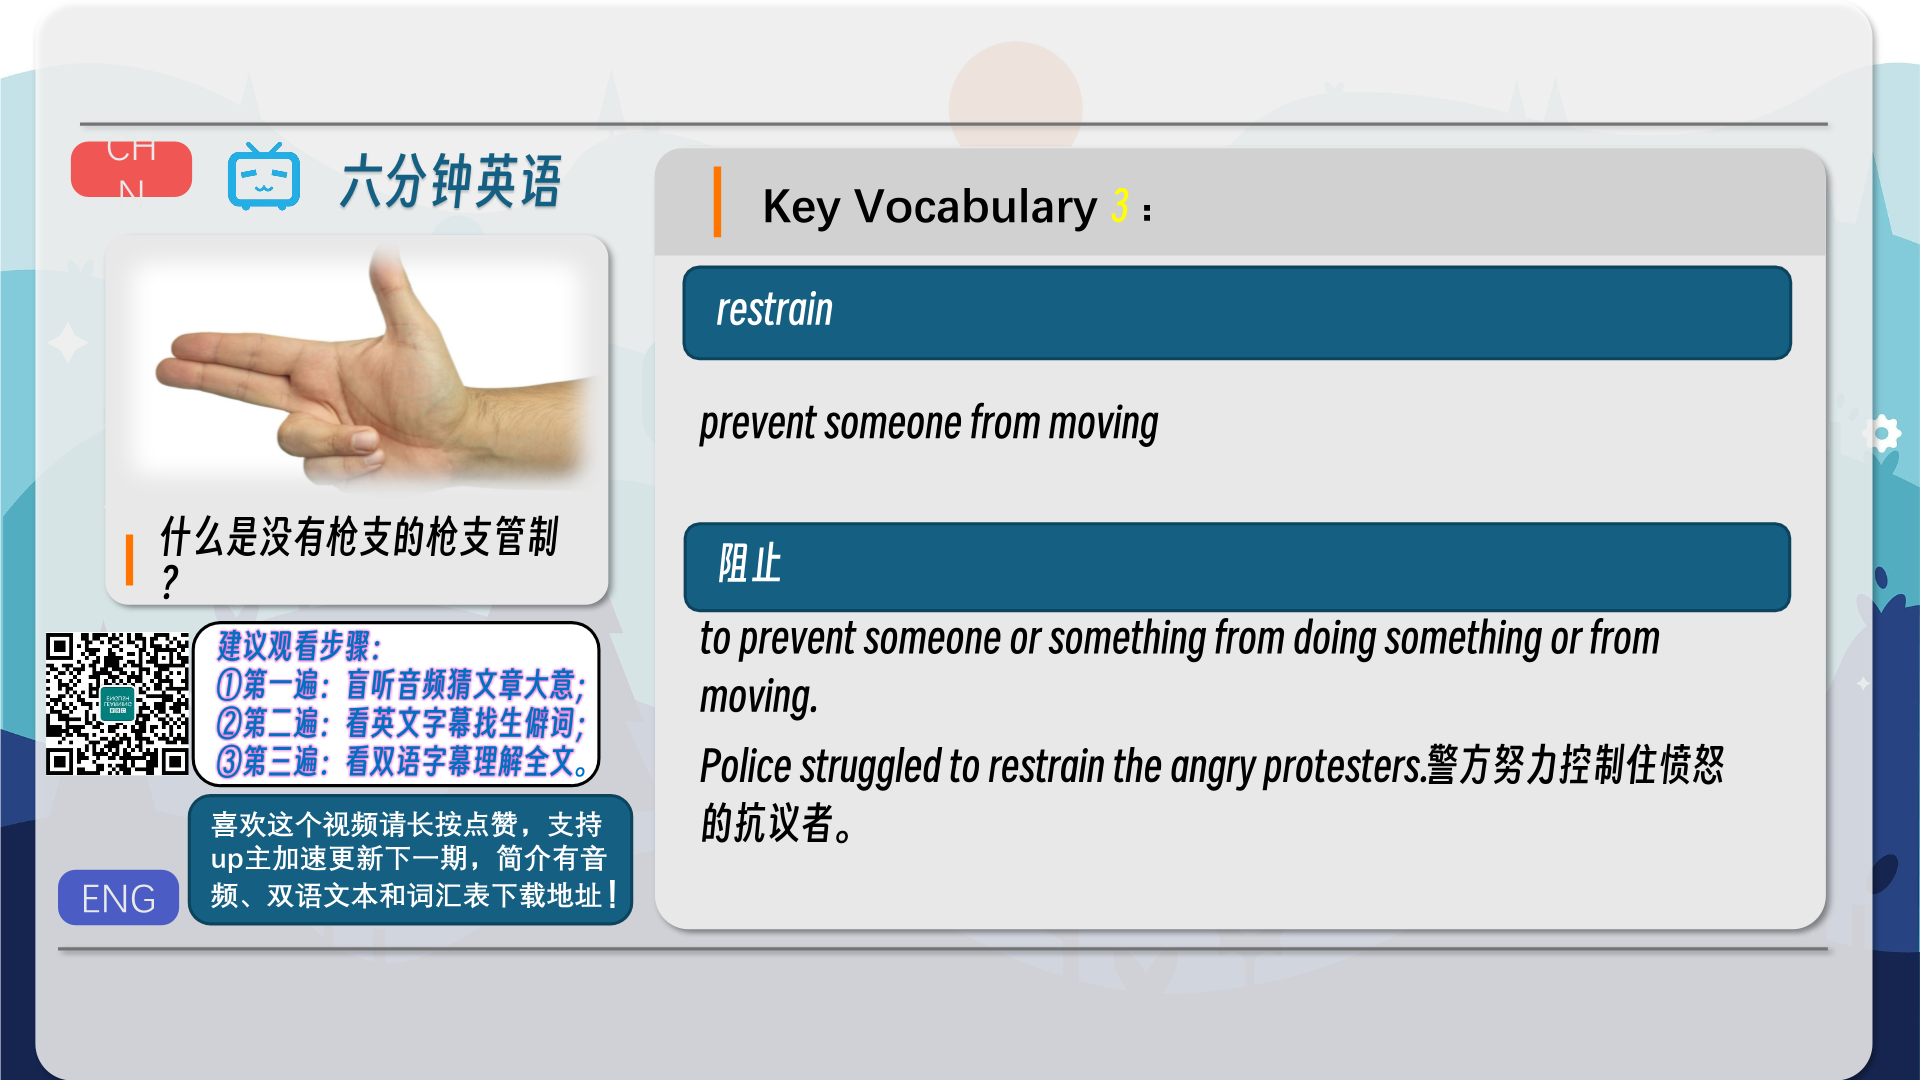 CH
N
六分钟英语
什么是没有枪支的枪支管制
?
建议观看步骤：
①第一遍：盲听音频猜文章大意；
②第二遍：看英文字幕找生僻词；
③第三遍：看双语字幕理解全文。
喜欢这个视频请长按点赞，支持
up主加速更新下一期，简介有音
频、双语文本和词汇表下载地址！
ENG
Key Vocabulary 3：
restrain
prevent someone from moving
阻止
to prevent someone or something from doing something or from
moving.
Police struggled to restrain the angry protesters.警方努力控制住愤怒
的抗议者。